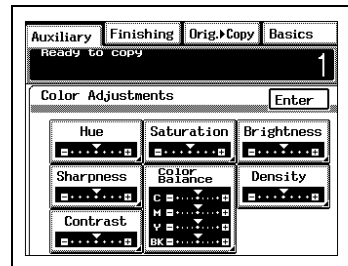 Auxiliary Finishing Orig.▸Copy Basics
Ready to copy
1
Color Adjustments Enter
Hue Saturation Brightness
Sharpness Color Balance Density
C
M
Y
BK
Contrast